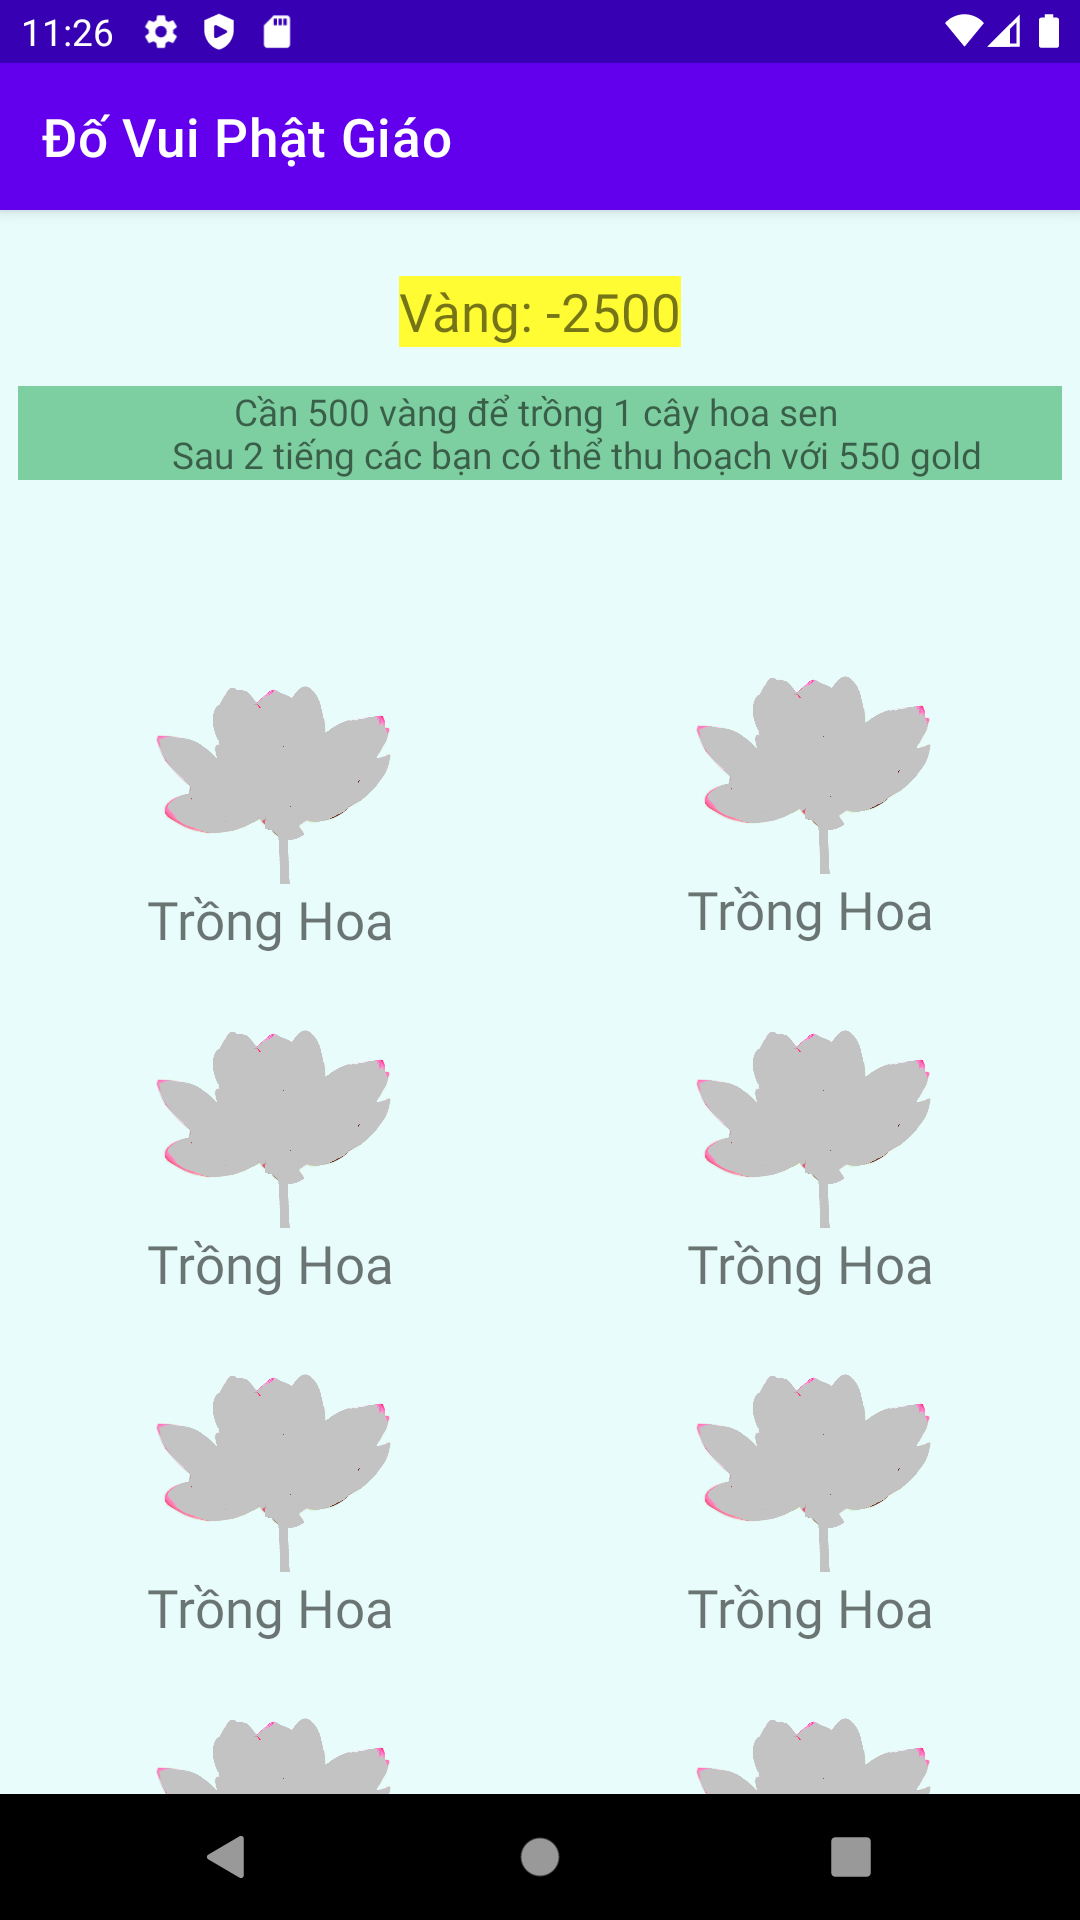 11:26
Đố Vui Phật Giáo
Vàng: -2500
Cần 500 vàng để trồng 1 cây hoa sen
Sau 2 tiếng các bạn có thể thu hoạch với 550 gold
Trồng Hoa
Trồng Hoa
Trồng Hoa
Trồng Hoa
Trồng Hoa
Trồng Hoa